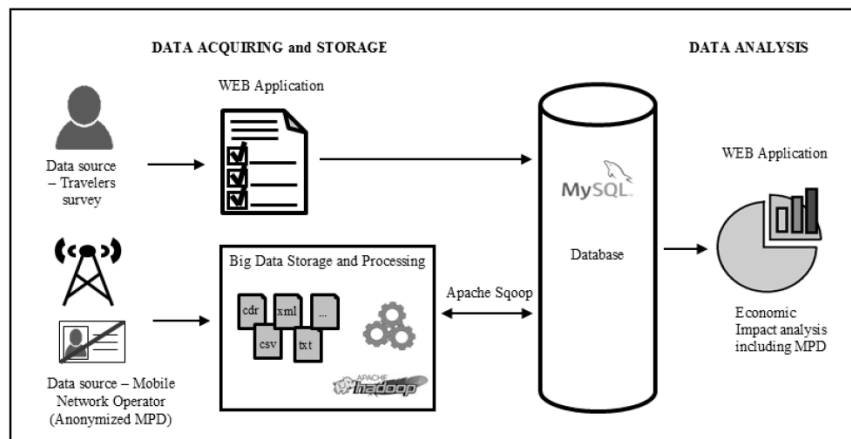 DATA ACQUIRING and STORAGE
DATA ANALYSIS
WEB Application
Data source
– Travelers
survey
MySQL
Database
WEB Application
Economic
Impact analysis
including MPD
Big Data Storage and Processing
cdr
xml
...
csv
txt
APACHE
hadoop
Apache Sqoop
Data source – Mobile
Network Operator
(Anonymized MPD)